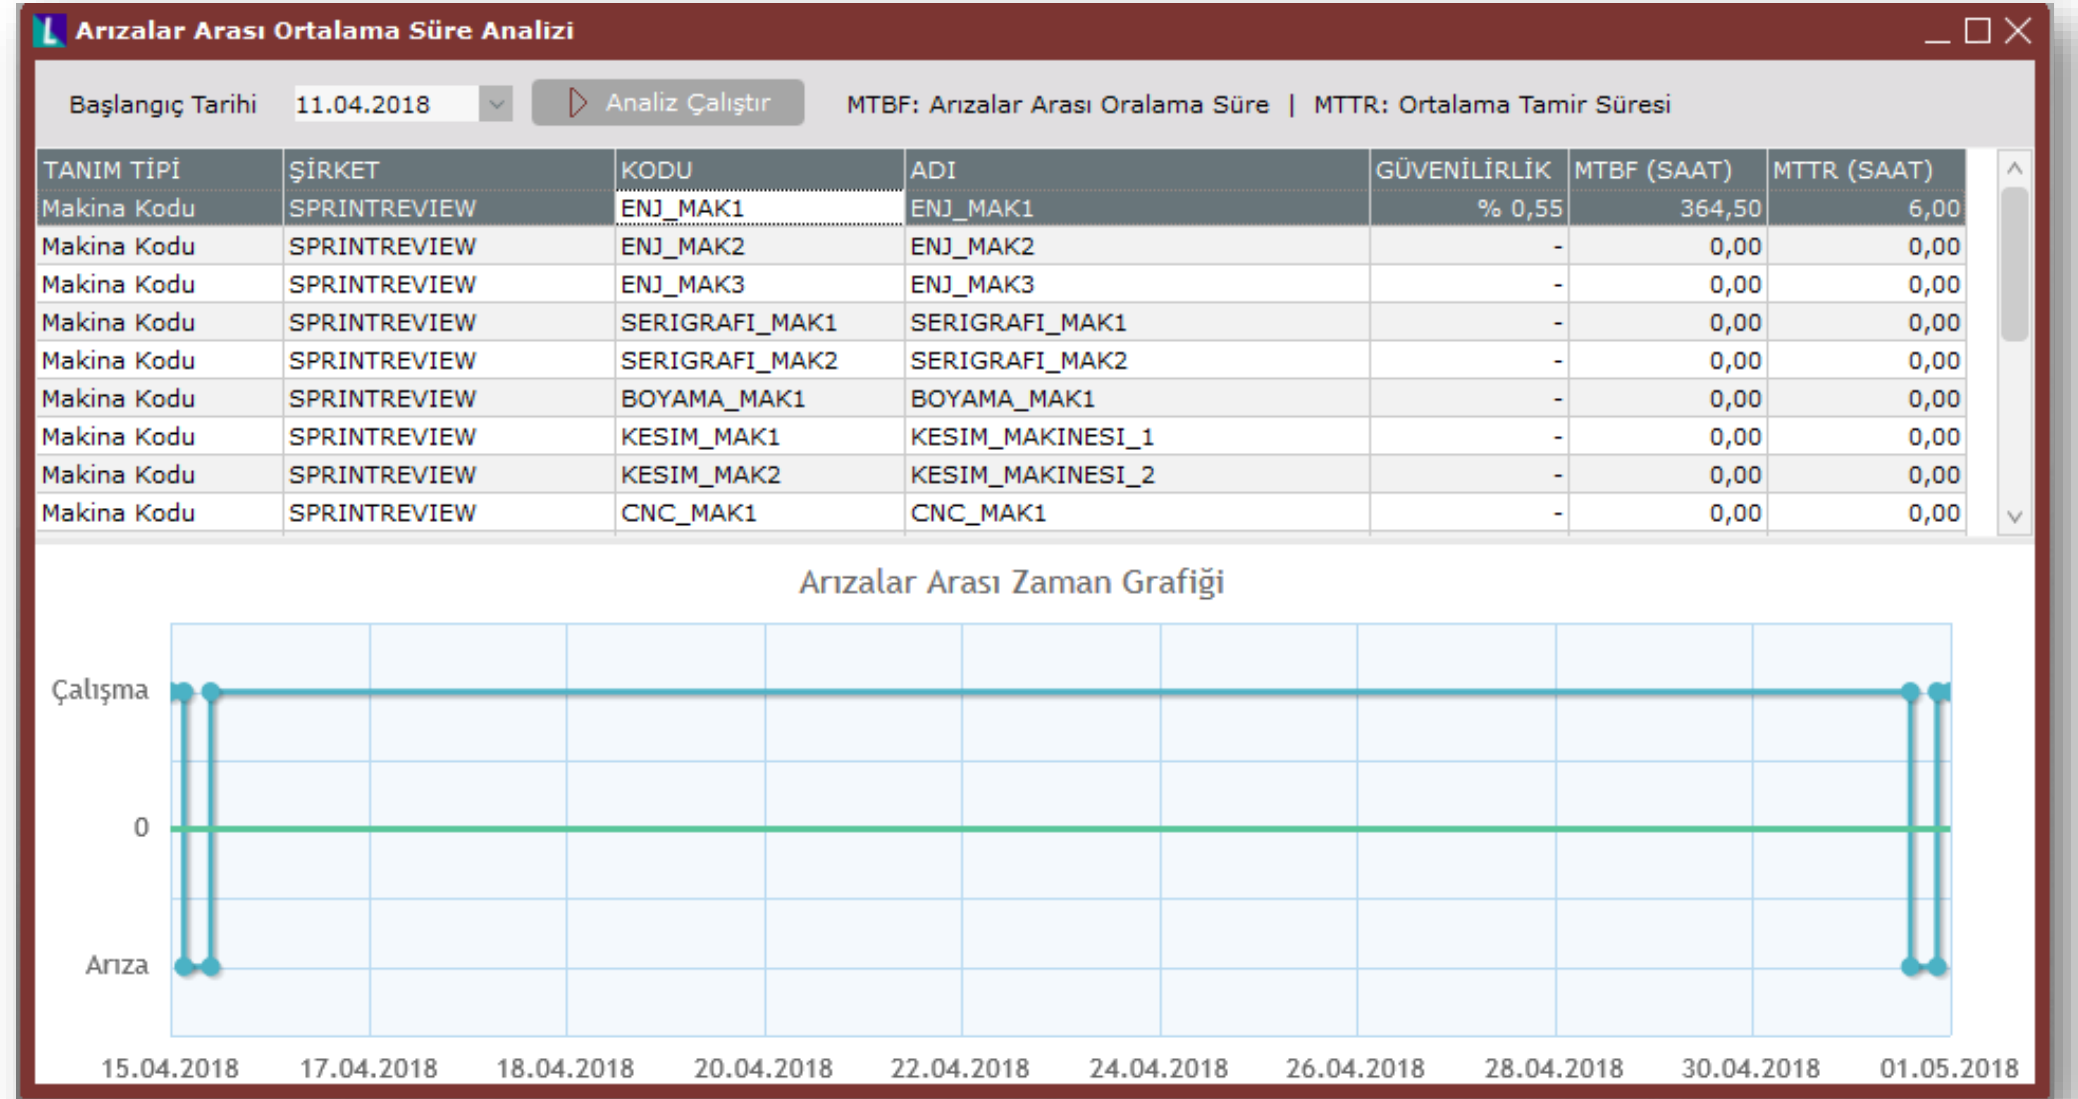 Arızalar Arası Ortalama Süre Analizi
Başlangıç Tarihi 11.04.2018 Analiz Çalıştır MTBF: Arızalar Arası Oralama Süre | MTTR: Ortalama Tamir Süresi
TANIM TİPİ ŞİRKET KODU ADI GÜVENİLİRLİK MTBF (SAAT) MTTR (SAAT)
Makina Kodu SPRINTREVIEW ENJ_MAK1 ENJ_MAK1 % 0,55 364,50 6,00
Makina Kodu SPRINTREVIEW ENJ_MAK2 ENJ_MAK2 - 0,00 0,00
Makina Kodu SPRINTREVIEW ENJ_MAK3 ENJ_MAK3 - 0,00 0,00
Makina Kodu SPRINTREVIEW SERIGRAFI_MAK1 SERIGRAFI_MAK1 - 0,00 0,00
Makina Kodu SPRINTREVIEW SERIGRAFI_MAK2 SERIGRAFI_MAK2 - 0,00 0,00
Makina Kodu SPRINTREVIEW BOYAMA_MAK1 BOYAMA_MAK1 - 0,00 0,00
Makina Kodu SPRINTREVIEW KESIM_MAK1 KESIM_MAKINESI_1 - 0,00 0,00
Makina Kodu SPRINTREVIEW KESIM_MAK2 KESIM_MAKINESI_2 - 0,00 0,00
Makina Kodu SPRINTREVIEW CNC_MAK1 CNC_MAK1 - 0,00 0,00
Arızalar Arası Zaman Grafiği
Çalışma
0
Arıza
15.04.2018 17.04.2018 18.04.2018 20.04.2018 22.04.2018 24.04.2018 26.04.2018 28.04.2018 30.04.2018 01.05.2018